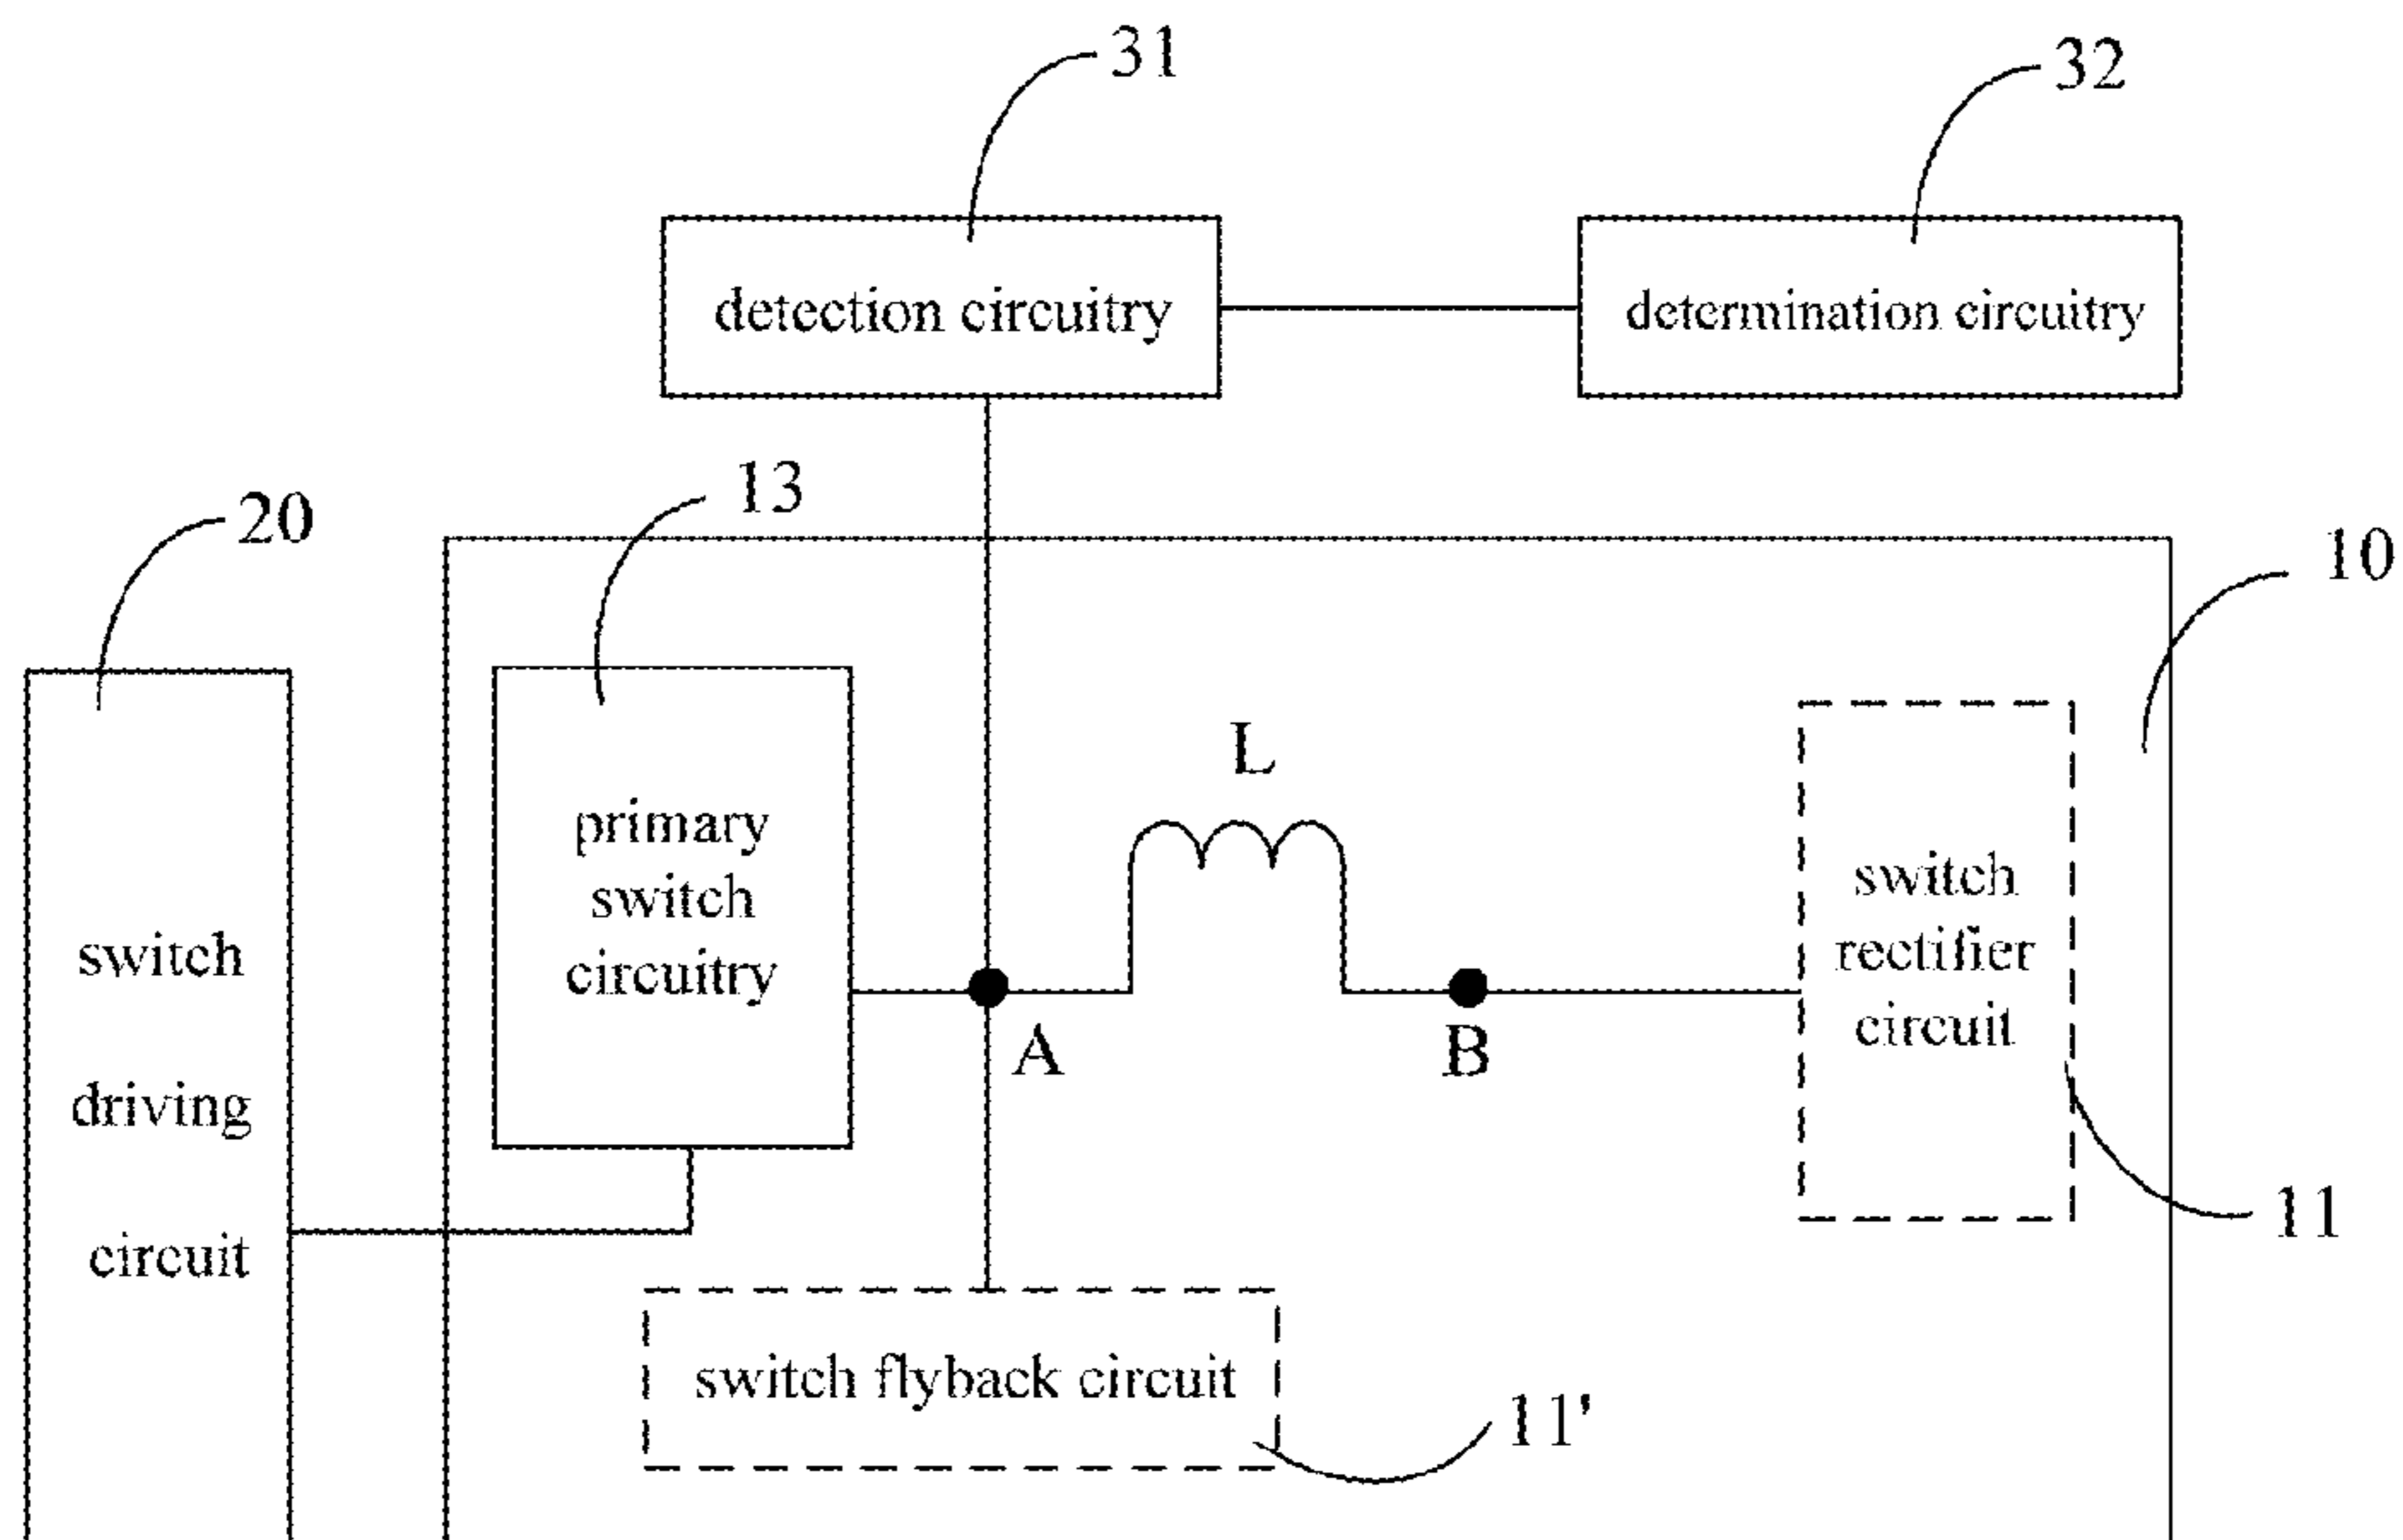 31
32
detection circuitry
determination circuitry
13
20
10
L
primary
switch
circuitry
switch
rectifier
circuit
switch
driving
circuit
A
B
11
switch flyback circuit
11'